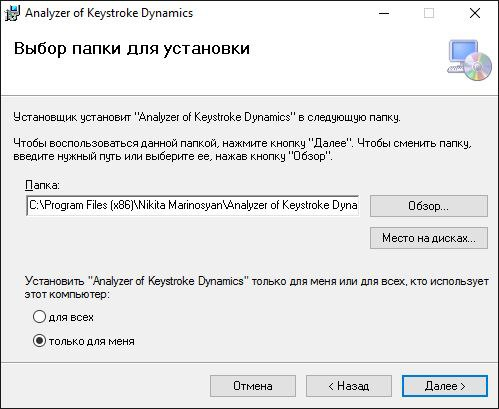 Analyzer of Keystroke Dynamics
Выбор папки для установки
Установщик установит "Analyzer of Keystroke Dynamics" в следующую папку.
Чтобы воспользоваться данной папкой, нажмите кнопку "Далее". Чтобы сменить папку,
введите нужный путь или выберите ее, нажав кнопку "Обзор".
Папка:
C:\Program Files (x86)\Nikita Marinosyan\Analyzer of Keystroke Dyna
Обзор...
Место на дисках...
Установить "Analyzer of Keystroke Dynamics" только для меня или для всех, кто использует
этот компьютер:
для всех
только для меня
Отмена
< Назад
Далее >